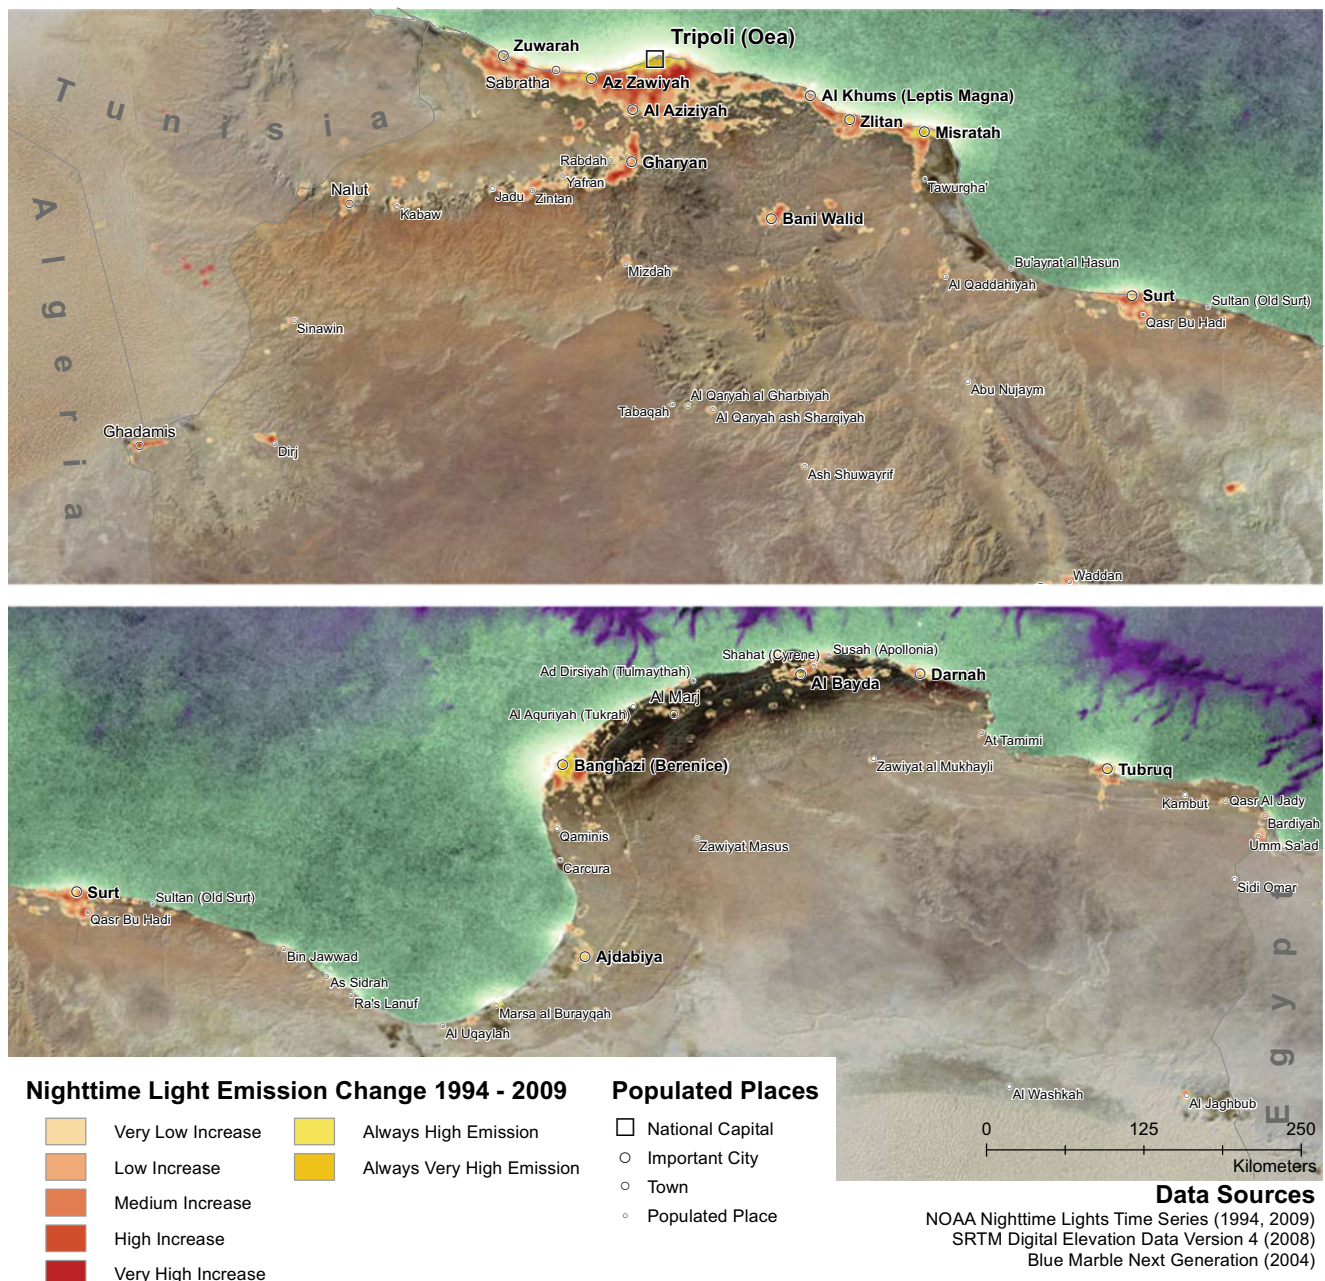 Tunisia
Algeria
Tripoli (Oea)
Zuwarah
Sabratha
Az Zawiyah
Al Khums (Leptis Magna)
Al Aziziyah
Zlitan
Misratah
Rabdah
Gharyan
Yafran
Nalut
Jadu
Zintan
Tawurgha'
Kabaw
Bani Walid
Mizdah
Bu'ayrat al Hasun
Al Qaddahiyah
Surt
Sultan (Old Surt)
Qasr Bu Hadi
Sinawin
Abu Nujaym
Al Qaryah al Gharbiyah
Tabaqah
Al Qaryah ash Sharqiyah
Ghadamis
Dirj
Ash Shuwayrif
Waddan
Shahat (Cyrene)
Susah (Apollonia)
Ad Dirsiyah (Tulmaythah)
Al Bayda
Darnah
Al Marj
Al Aquriyah (Tukrah)
At Tamimi
Banghazi (Berenice)
Zawiyat al Mukhayli
Tubruq
Kambut
Qasr Al Jady
Bardiyah
Qaminis
Zawiyat Masus
Umm Sa'ad
Carcura
Sidi Omar
Surt
Sultan (Old Surt)
Qasr Bu Hadi
Egypt
Bin Jawwad
Ajdabiya
As Sidrah
Ra's Lanuf
Marsa al Burayqah
Al Uqaylah
Al Washkah
Al Jaghbub
0 125 250
Kilometers
Nighttime Light Emission Change 1994 - 2009
Very Low Increase
Low Increase
Medium Increase
High Increase
Very High Increase
Always High Emission
Always Very High Emission
Populated Places
National Capital
Important City
Town
Populated Place
Data Sources
NOAA Nighttime Lights Time Series (1994, 2009)
SRTM Digital Elevation Data Version 4 (2008)
Blue Marble Next Generation (2004)